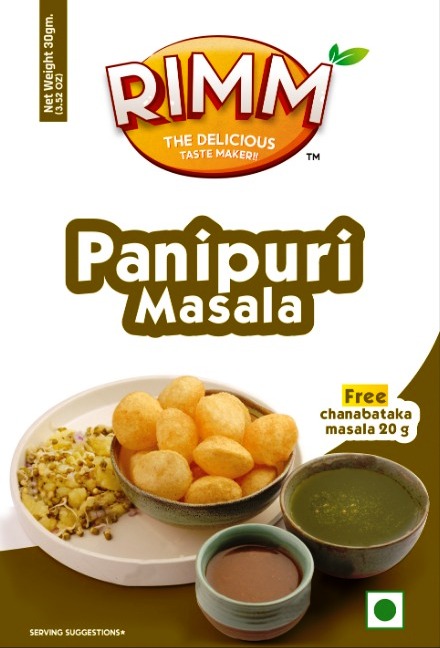 Net Weight 30gm.
(3.52 OZ)
RIMM
THE DELICIOUS
TASTE MAKER!!
TM
Panipuri
Masala
Free
chanabataka
masala 20 g
SERVING SUGGESTIONS*